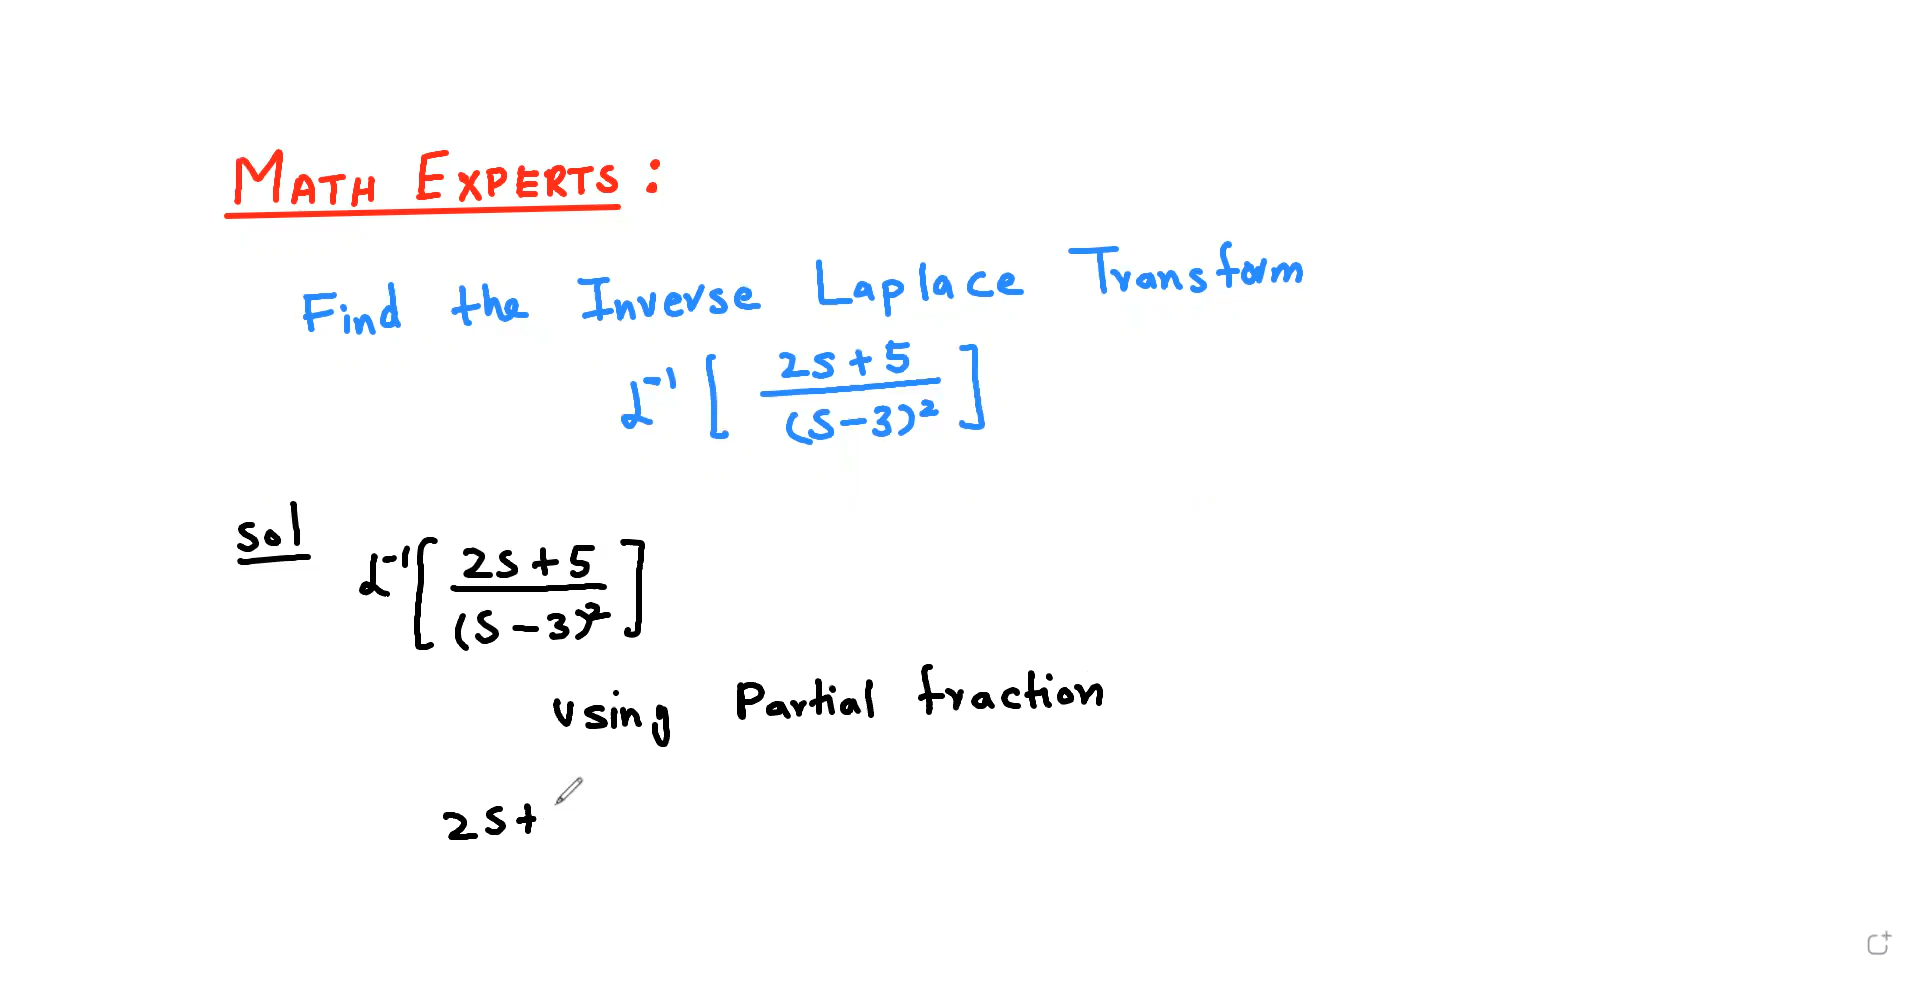 MATH EXPERTS :
Find the Inverse Laplace Transform
ℒ⁻¹ [ (2s+5) / (s-3)² ]
Sol ℒ⁻¹ [ (2s+5) / (s-3)² ]
using Partial fraction
2s+